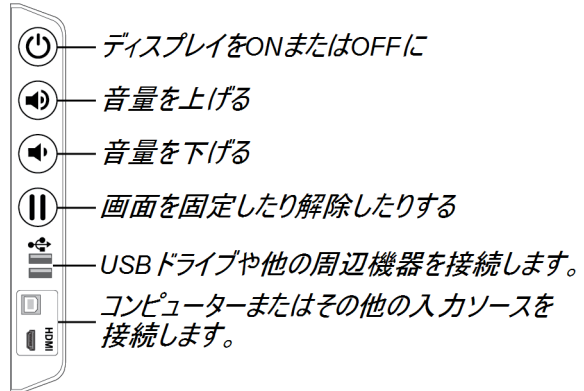 ディスプレイをONまたはOFFに
音量を上げる
音量を下げる
画面を固定したり解除したりする
USBドライブや他の周辺機器を接続します。
コンピューターまたはその他の入力ソースを
接続します。
HDMI